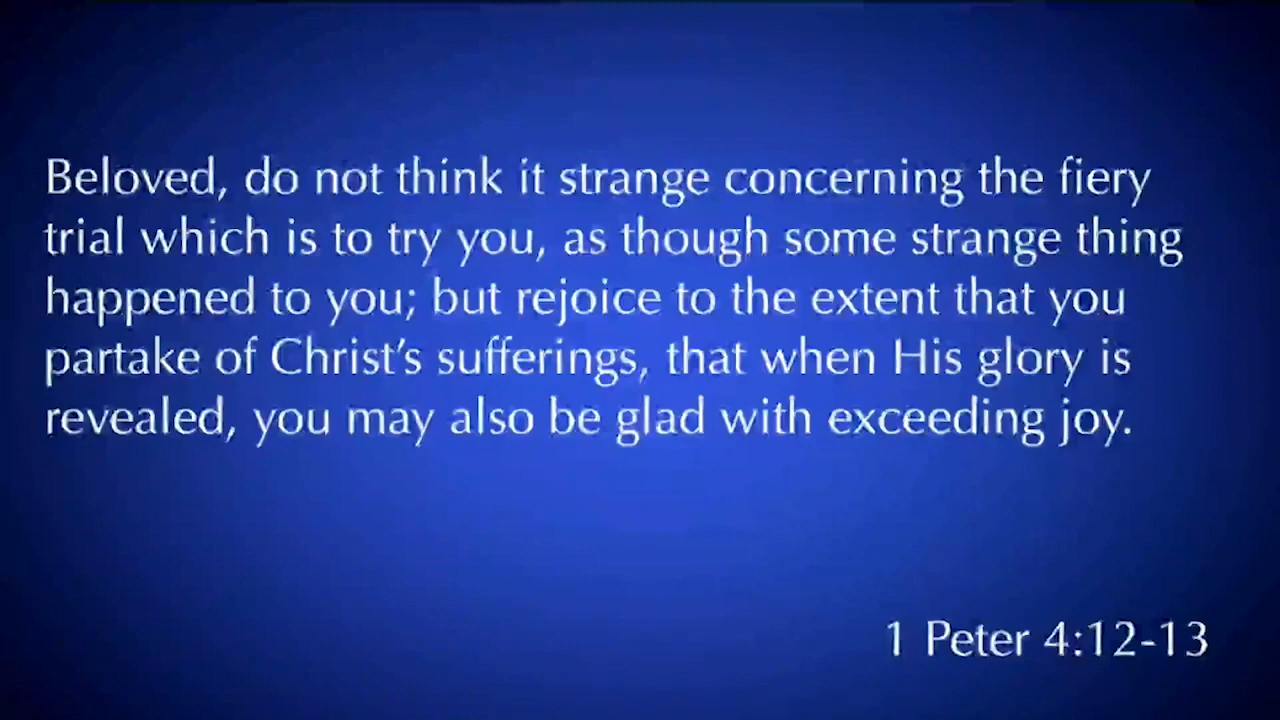 Beloved, do not think it strange concerning the fiery
trial which is to try you, as though some strange thing
happened to you; but rejoice to the extent that you
partake of Christ’s sufferings, that when His glory is
revealed, you may also be glad with exceeding joy.
1 Peter 4:12-13